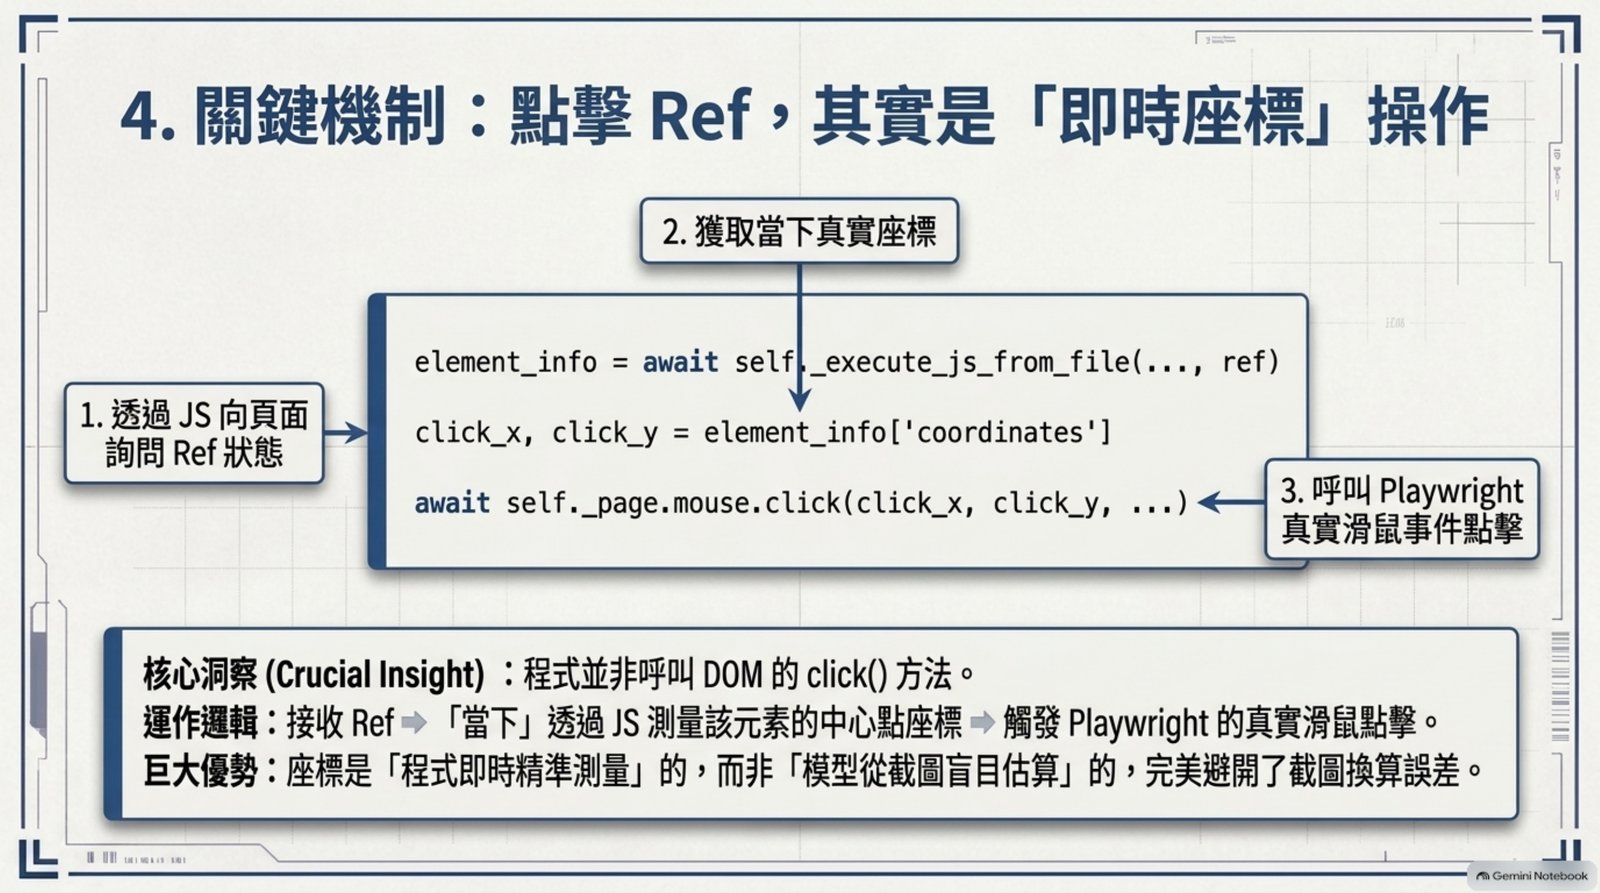 4. 關鍵機制：點擊 Ref，其實是「即時座標」操作
2. 獲取當下真實座標
1. 透過 JS 向頁面
詢問 Ref 狀態
element_info = await self._execute_js_from_file(..., ref)
click_x, click_y = element_info['coordinates']
await self._page.mouse.click(click_x, click_y, ...)
3. 呼叫 Playwright
真實滑鼠事件點擊
核心洞察 (Crucial Insight) ：程式並非呼叫 DOM 的 click() 方法。
運作邏輯：接收 Ref ➡ 「當下」透過 JS 測量該元素的中心點座標 ➡ 觸發 Playwright 的真實滑鼠點擊。
巨大優勢：座標是「程式即時精準測量」的，而非「模型從截圖盲目估算」的，完美避開了截圖換算誤差。
Gemini Notebook